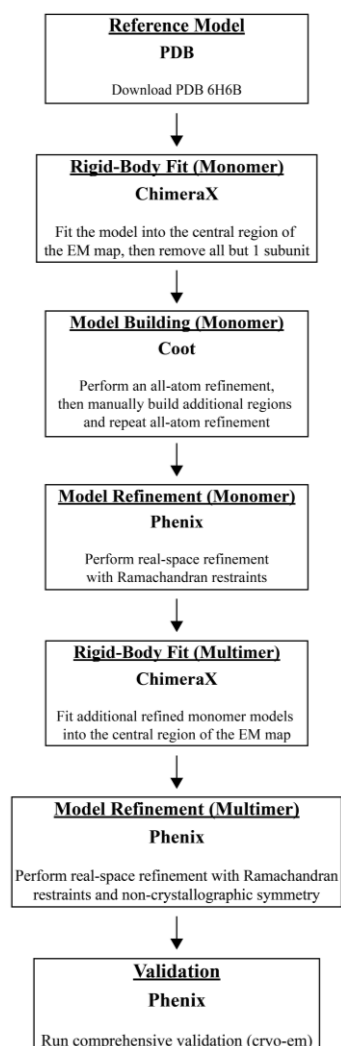 Reference Model
PDB
Download PDB 6H6B
Rigid-Body Fit (Monomer)
ChimeraX
Fit the model into the central region of
the EM map, then remove all but 1 subunit
Model Building (Monomer)
Coot
Perform an all-atom refinement,
then manually build additional regions
and repeat all-atom refinement
Model Refinement (Monomer)
Phenix
Perform real-space refinement
with Ramachandran restraints
Rigid-Body Fit (Multimer)
ChimeraX
Fit additional refined monomer models
into the central region of the EM map
Model Refinement (Multimer)
Phenix
Perform real-space refinement with Ramachandran
restraints and non-crystallographic symmetry
Validation
Phenix
Run comprehensive validation (cryo-em)